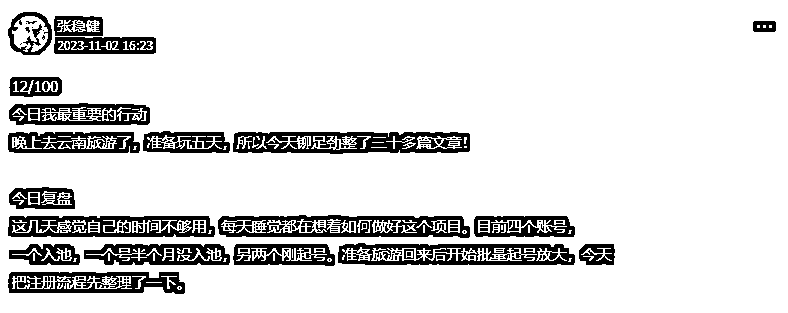 张稳健
2023-11-02 16:23
12/100
今日我最重要的行动
晚上去云南旅游了，准备玩五天，所以今天铆足劲整了三十多篇文章！
今日复盘
这几天感觉自己的时间不够用，每天睡觉都在想着如何做好这个项目。目前四个账号，
一个入池，一个号半个月没入池，另两个刚起号。准备旅游回来后开始批量起号放大，今天
把注册流程先整理了一下。